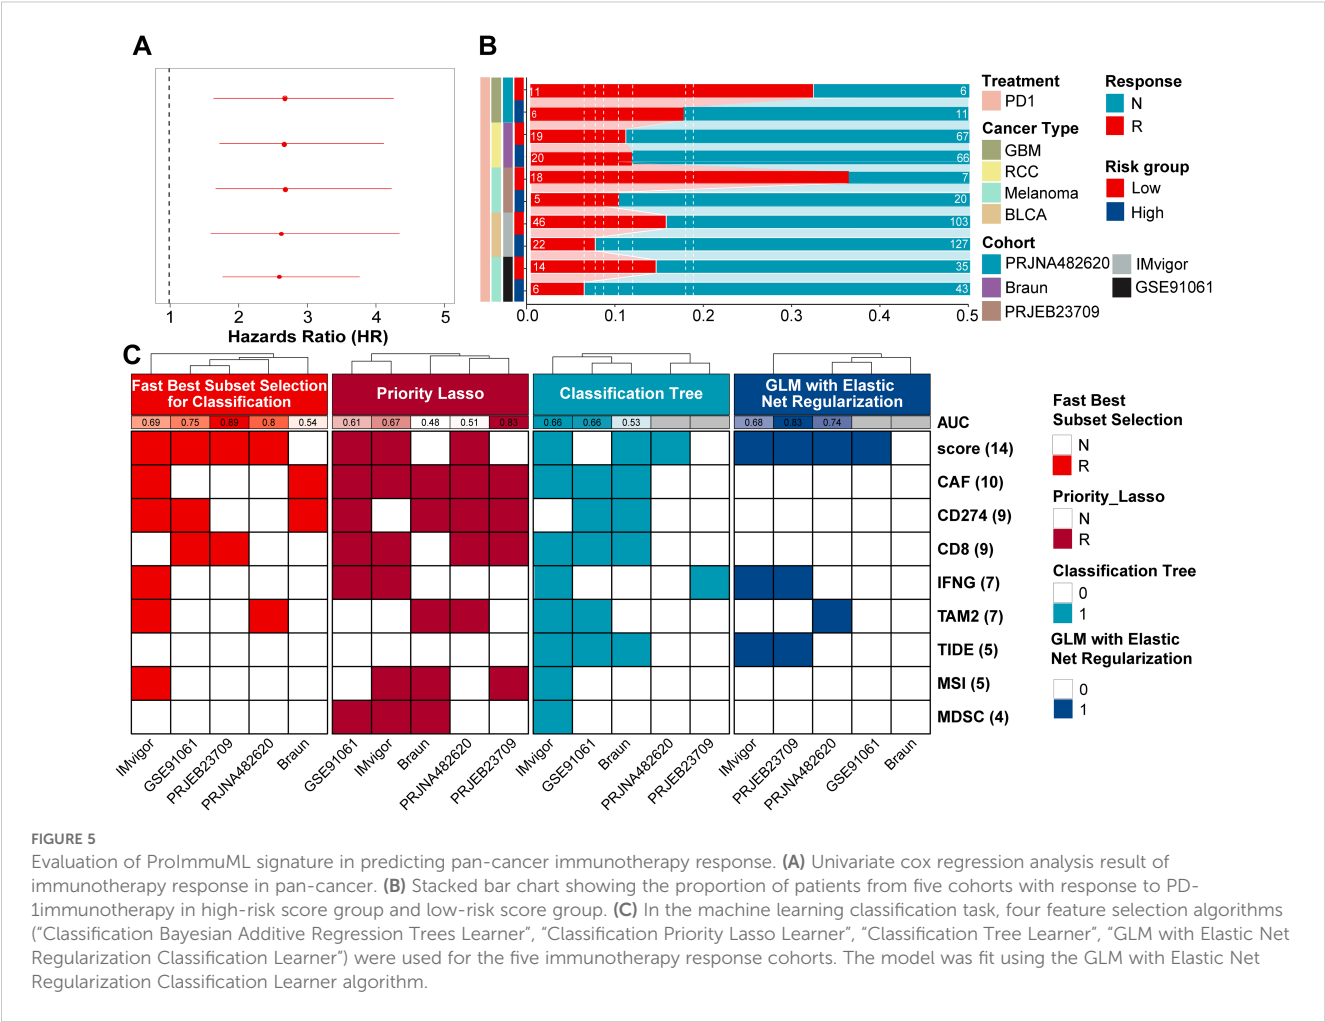 A
B
1
2
3
4
5
Hazards Ratio (HR)
11 6
6 11
19 67
20 66
18 7
5 20
46 103
22 127
14 35
6 43
0.0 0.1 0.2 0.3 0.4 0.5
Treatment
PD1
Cancer Type
GBM
RCC
Melanoma
BLCA
Cohort
PRJNA482620
Braun
PRJEB23709
IMvigor
GSE91061
Response
N
R
Risk group
Low
High
C
Fast Best Subset Selection
for Classification
Priority Lasso
Classification Tree
GLM with Elastic
Net Regularization
0.69 0.75 0.89 0.8 0.54 0.61 0.67 0.48 0.51 0.83 0.66 0.66 0.53 0.68 0.83 0.74 AUC
score (14)
CAF (10)
CD274 (9)
CD8 (9)
IFNG (7)
TAM2 (7)
TIDE (5)
MSI (5)
MDSC (4)
IMvigor GSE91061 PRJEB23709 PRJNA482620 Braun
GSE91061 IMvigor Braun PRJNA482620 PRJEB23709
IMvigor GSE91061 Braun PRJNA482620 PRJEB23709
IMvigor PRJEB23709 PRJNA482620 GSE91061 Braun
Fast Best
Subset Selection
N
R
Priority_Lasso
N
R
Classification Tree
0
1
GLM with Elastic
Net Regularization
0
1
FIGURE 5
Evaluation of ProImmuML signature in predicting pan-cancer immunotherapy response. (A) Univariate cox regression analysis result of
immunotherapy response in pan-cancer. (B) Stacked bar chart showing the proportion of patients from five cohorts with response to PD-
1immunotherapy in high-risk score group and low-risk score group. (C) In the machine learning classification task, four feature selection algorithms
(“Classification Bayesian Additive Regression Trees Learner”, “Classification Priority Lasso Learner”, “Classification Tree Learner”, “GLM with Elastic Net
Regularization Classification Learner”) were used for the five immunotherapy response cohorts. The model was fit using the GLM with Elastic Net
Regularization Classification Learner algorithm.